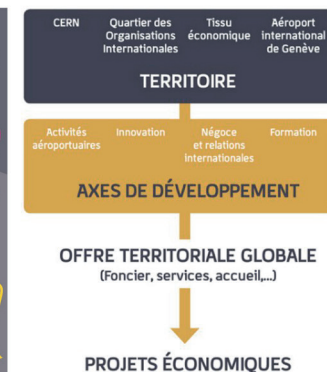 CERN
Quartier des
Organisations
Internationales
Tissu
économique
Aéroport
international
de Genève
TERRITOIRE
Activités
aéroportuaires
Innovation
Négoce
et relations
internationales
Formation
AXES DE DÉVELOPPEMENT
OFFRE TERRITORIALE GLOBALE
(Foncier, services, accueil,...)
PROJETS ÉCONOMIQUES